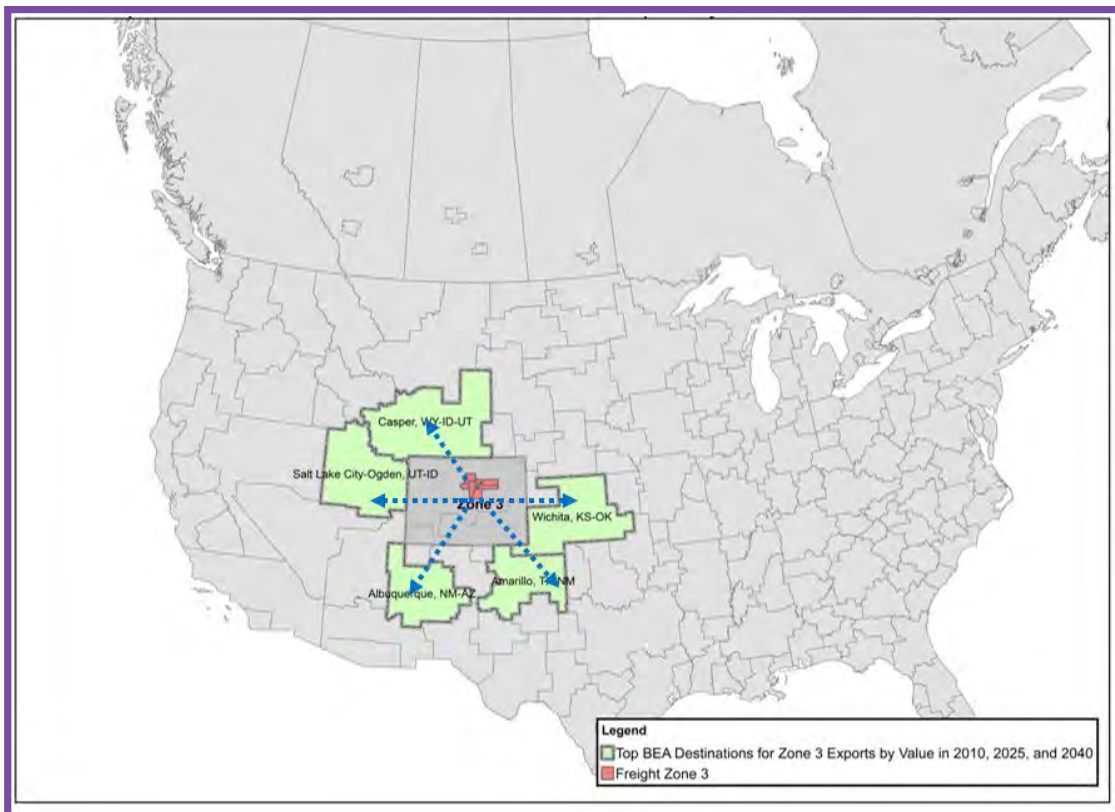 Casper, WY-ID-UT
Salt Lake City-Ogden, UT-ID
Zone 3
Wichita, KS-OK
Amarillo, TX-NM
Albuquerque, NM-AZ
Legend
Top BEA Destinations for Zone 3 Exports by Value in 2010, 2025, and 2040
Freight Zone 3